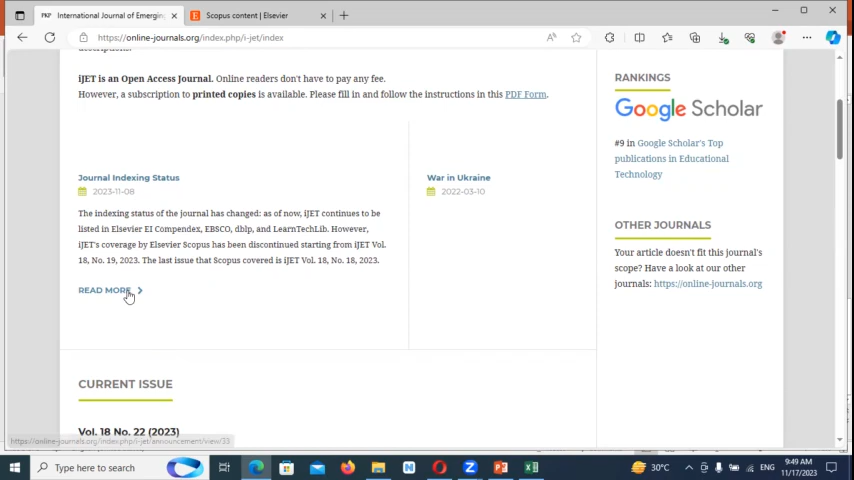 International Journal of Emerging
Scopus content | Elsevier
https://online-journals.org/index.php/i-jet/index
iJET is an Open Access Journal. Online readers don't have to pay any fee.
However, a subscription to printed copies is available. Please fill in and follow the instructions in this PDF Form.
Journal Indexing Status
2023-11-08
The indexing status of the journal has changed: as of now, iJET continues to be
listed in Elsevier EI Compendex, EBSCO, dblp, and LearnTechLib. However,
iJET's coverage by Elsevier Scopus has been discontinued starting from iJET Vol.
18, No. 19, 2023. The last issue that Scopus covered is iJET Vol. 18, No. 18, 2023.
READ MORE
War in Ukraine
2022-03-10
CURRENT ISSUE
Vol. 18 No. 22 (2023)
RANKINGS
Google Scholar
#9 in Google Scholar's Top
publications in Educational
Technology
OTHER JOURNALS
Your article doesn't fit this journal's
scope? Have a look at our other
journals: https://online-journals.org
https://online-journals.org/index.php/i-jet/announcement/view/33
Type here to search
30°C
ENG
9:49 AM
11/17/2023